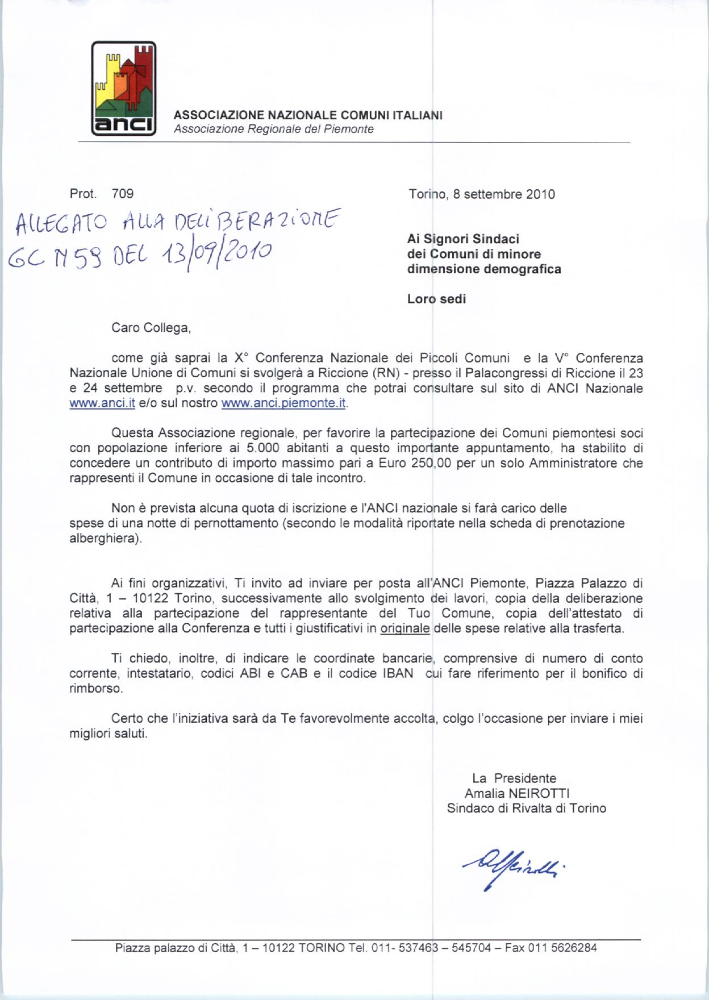 anci
ASSOCIAZIONE NAZIONALE COMUNI ITALIANI
Associazione Regionale del Piemonte
Prot. 709
Torino, 8 settembre 2010
ALLEGATO ALLA DELIBERAZIONE
GC N 59 DEL 13/09/2010
Ai Signori Sindaci
dei Comuni di minore
dimensione demografica
Loro sedi
Caro Collega,
come già saprai la X° Conferenza Nazionale dei Piccoli Comuni e la V° Conferenza
Nazionale Unione di Comuni si svolgerà a Riccione (RN) - presso il Palacongressi di Riccione il 23
e 24 settembre p.v. secondo il programma che potrai consultare sul sito di ANCI Nazionale
www.anci.it e/o sul nostro www.anci.piemonte.it.
Questa Associazione regionale, per favorire la partecipazione dei Comuni piemontesi soci
con popolazione inferiore ai 5.000 abitanti a questo importante appuntamento, ha stabilito di
concedere un contributo di importo massimo pari a Euro 250,00 per un solo Amministratore che
rappresenti il Comune in occasione di tale incontro.
Non è prevista alcuna quota di iscrizione e l'ANCI nazionale si farà carico delle
spese di una notte di pernottamento (secondo le modalità riportate nella scheda di prenotazione
alberghiera).
Ai fini organizzativi, Ti invito ad inviare per posta all'ANCI Piemonte, Piazza Palazzo di
Città, 1 – 10122 Torino, successivamente allo svolgimento dei lavori, copia della deliberazione
relativa alla partecipazione del rappresentante del Tuo Comune, copia dell'attestato di
partecipazione alla Conferenza e tutti i giustificativi in originale delle spese relative alla trasferta.
Ti chiedo, inoltre, di indicare le coordinate bancarie, comprensive di numero di conto
corrente, intestatario, codici ABI e CAB e il codice IBAN cui fare riferimento per il bonifico di
rimborso.
Certo che l'iniziativa sarà da Te favorevolmente accolta, colgo l'occasione per inviare i miei
migliori saluti.
La Presidente
Amalia NEIROTTI
Sindaco di Rivalta di Torino
Piazza palazzo di Città, 1 – 10122 TORINO Tel. 011- 537463 – 545704 – Fax 011 5626284